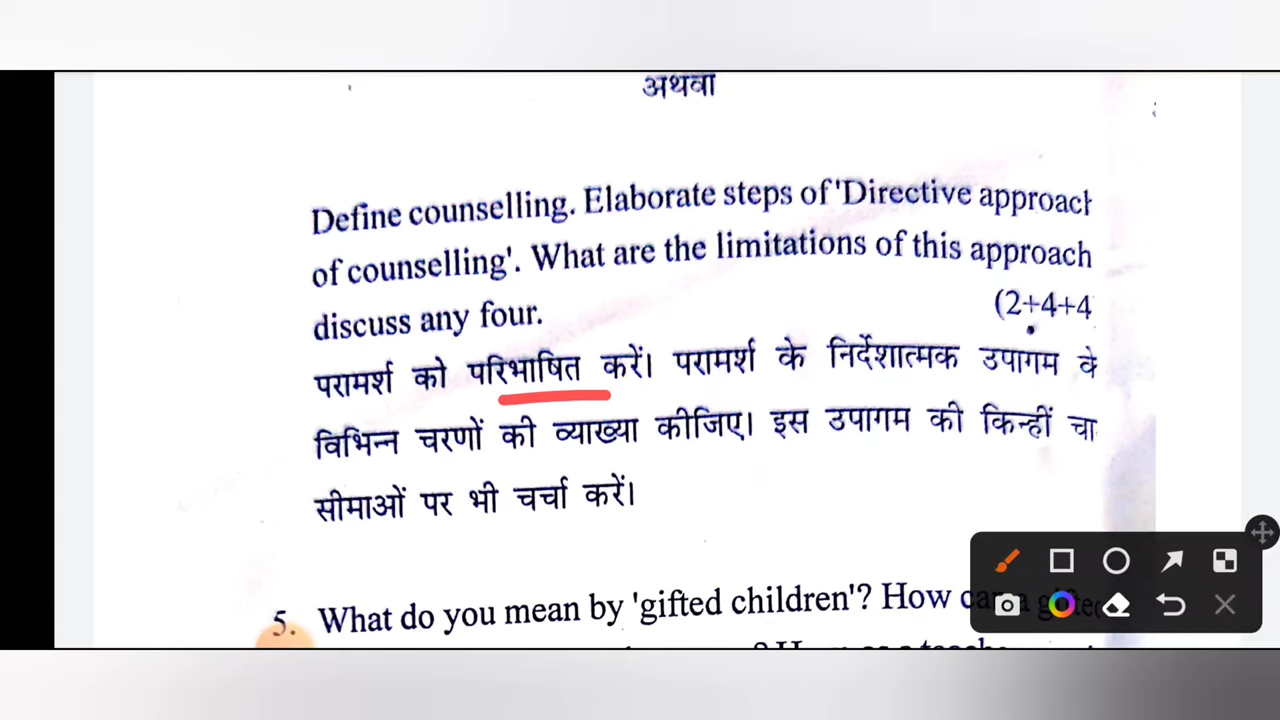 अथवा
Define counselling. Elaborate steps of 'Directive approach
of counselling'. What are the limitations of this approach
discuss any four.
(2+4+4
परामर्श को परिभाषित करें। परामर्श के निर्देशात्मक उपागम के
विभिन्न चरणों की व्याख्या कीजिए। इस उपागम की किन्हीं चा
सीमाओं पर भी चर्चा करें।
5. What do you mean by 'gifted children'? How can a gifted